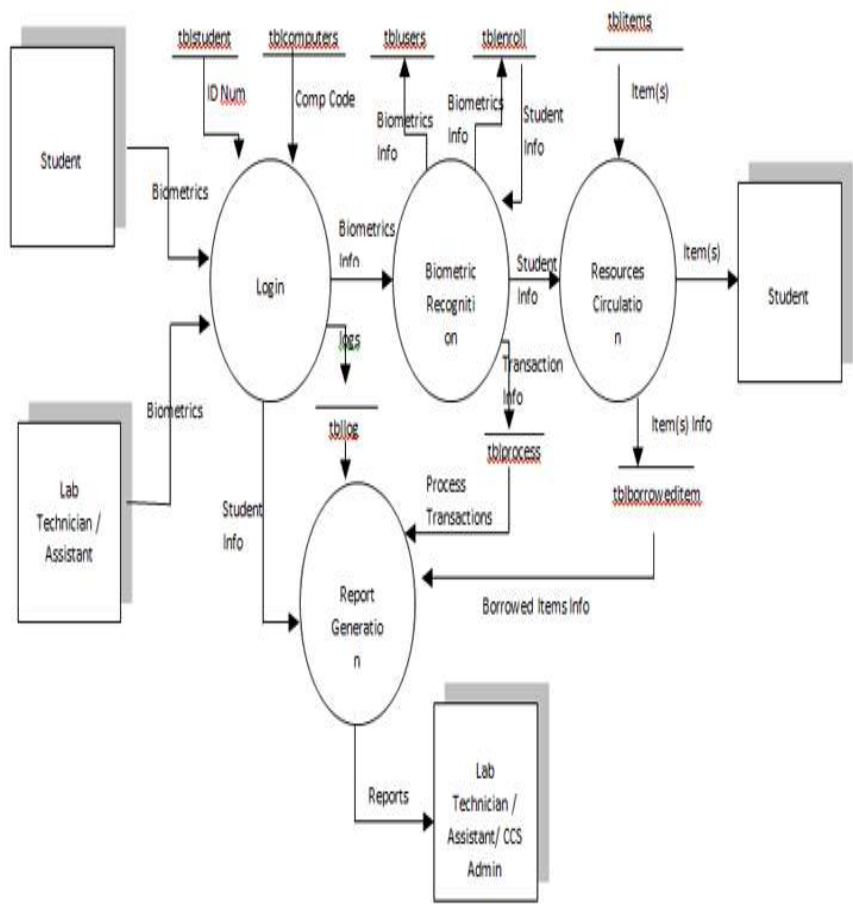 tblstudent
tblcomputers
tblusers
tblenroll
tblitems
ID Num
Comp Code
Biometrics
Info
Biometrics
Info
Student
Info
Item(s)
Student
Biometrics
Login
Biometrics
Info
Biometric
Recogniti
on
Student
Info
Resources
Circulatio
n
Item(s)
Student
logs
Transaction
Info
Item(s) Info
Biometrics
tbllog
tblprocess
tblborroweditem
Lab
Technician /
Assistant
Student
Info
Process
Transactions
Report
Generatio
n
Borrowed Items Info
Reports
Lab
Technician /
Assistant/ CCS
Admin